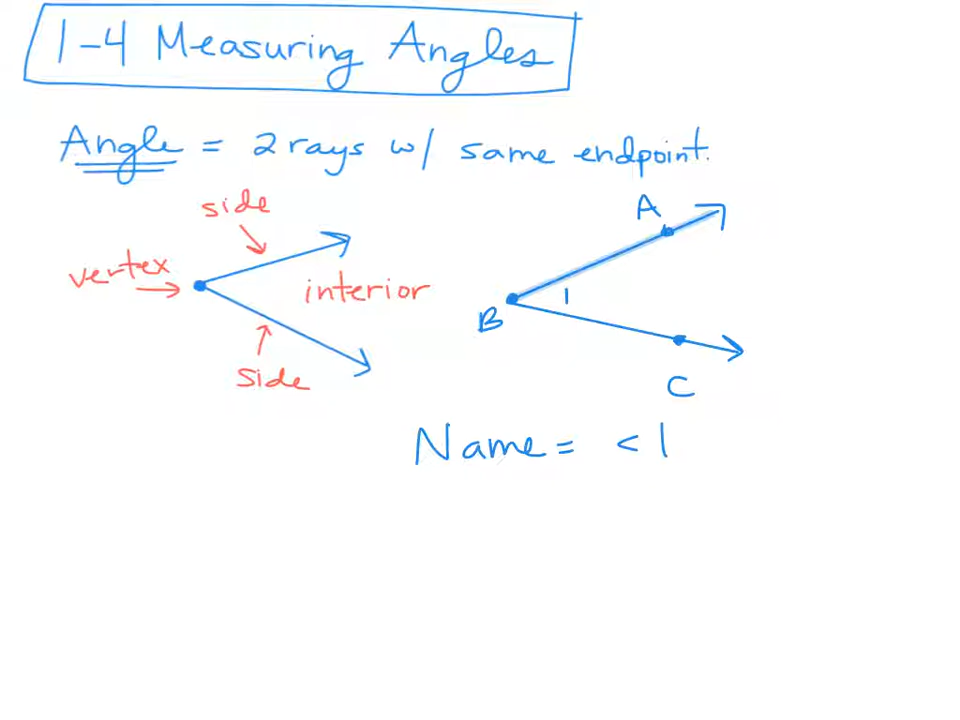 1-4 Measuring Angles
Angle = 2 rays w/ same endpoint.
side
vertex
interior
side
A
B
1
C
Name = < 1